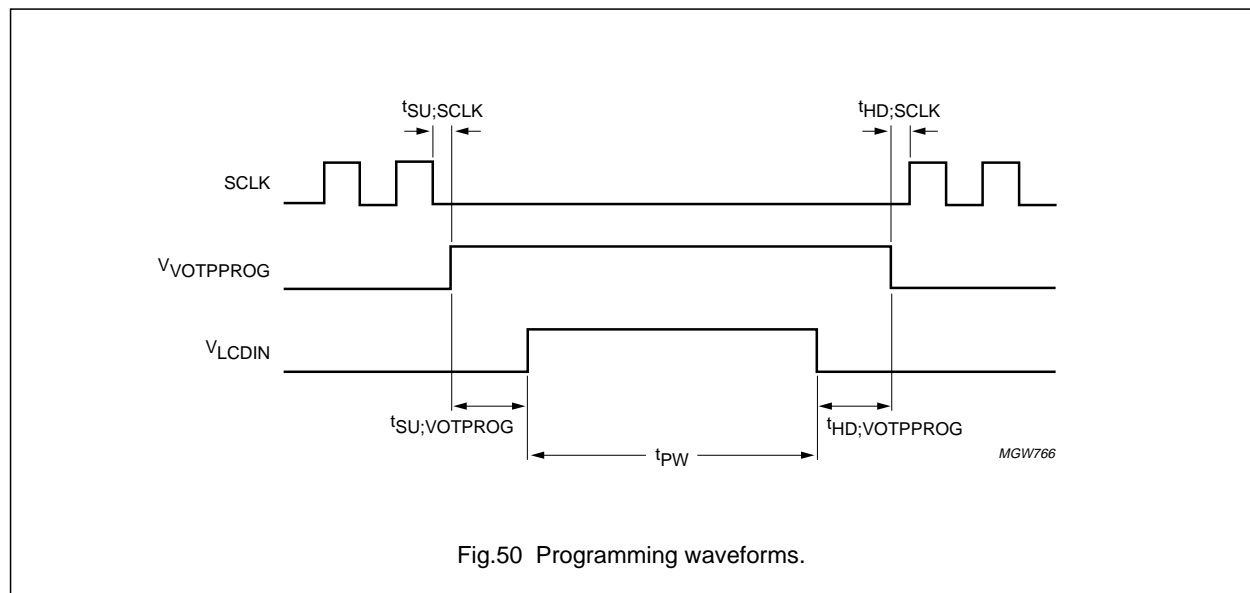 tSU;SCLK
tHD;SCLK
SCLK
VVOTPPROG
VLCDIN
tSU;VOTPROG
tHD;VOTPPROG
tPW
MGW766
Fig.50 Programming waveforms.